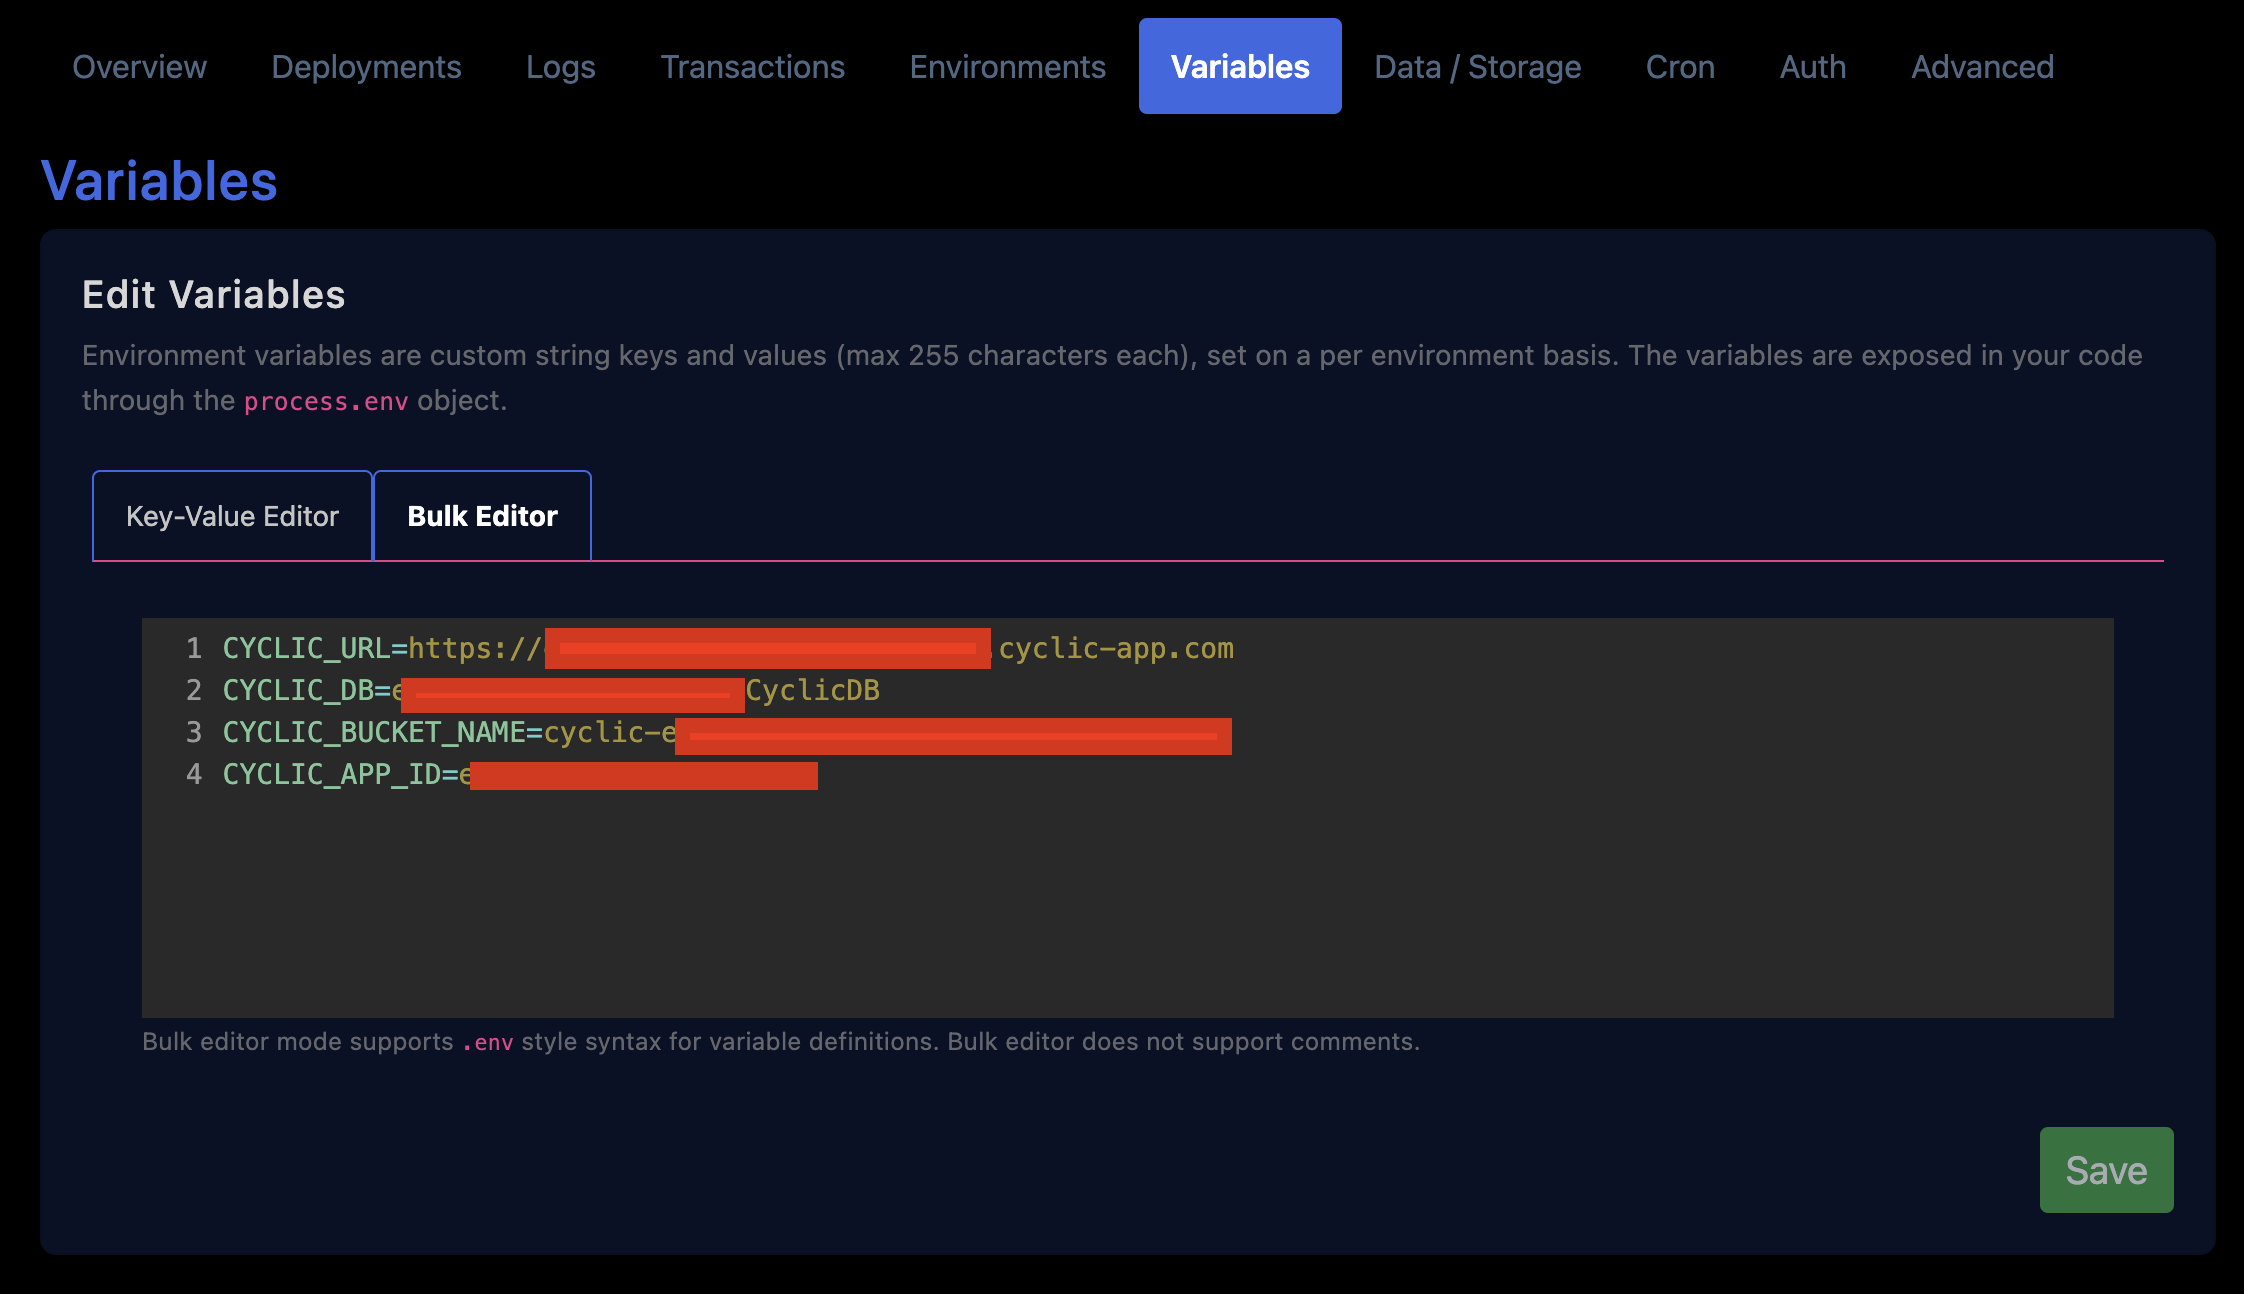 Overview Deployments Logs Transactions Environments Variables Data / Storage Cron Auth Advanced
Variables
Edit Variables
Environment variables are custom string keys and values (max 255 characters each), set on a per environment basis. The variables are exposed in your code
through the process.env object.
Key-Value Editor Bulk Editor
1 CYCLIC_URL=https:// cyclic-app.com
2 CYCLIC_DB=e CyclicDB
3 CYCLIC_BUCKET_NAME=cyclic-e
4 CYCLIC_APP_ID=e
Bulk editor mode supports .env style syntax for variable definitions. Bulk editor does not support comments.
Save